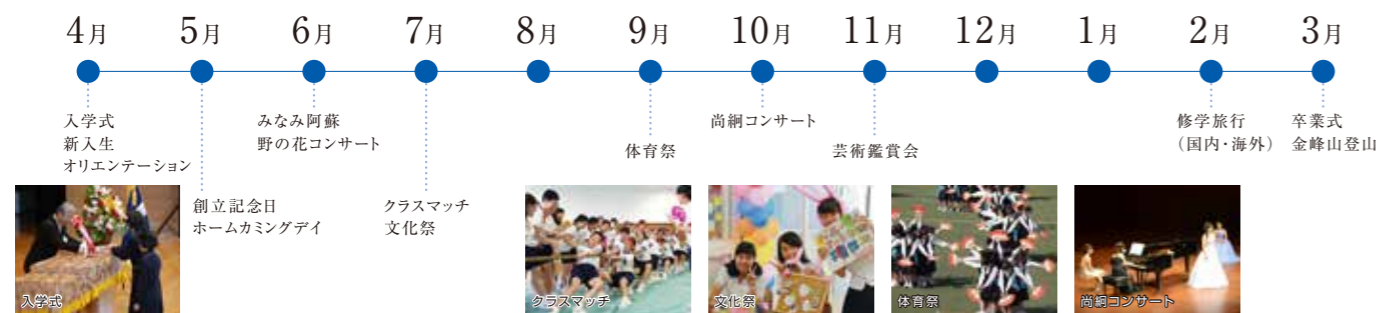 4月
5月
6月
7月
8月
9月
10月
11月
12月
1月
2月
3月
入学式
新入生
オリエンテーション
創立記念日
ホームカミングデイ
みなみ阿蘇
野の花コンサート
クラスマッチ
文化祭
体育祭
尚絅コンサート
芸術鑑賞会
修学旅行
(国内・海外)
卒業式
金峰山登山
入学式
クラスマッチ
文化祭
体育祭
尚絅コンサート